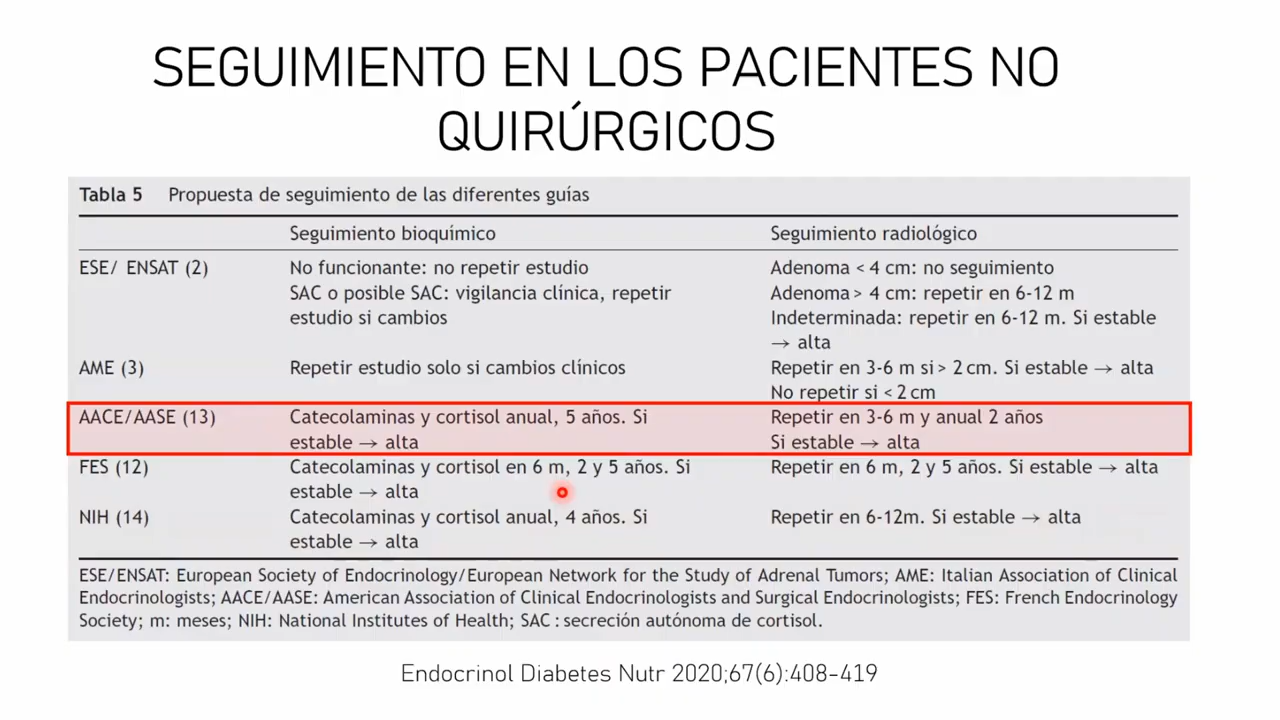 SEGUIMIENTO EN LOS PACIENTES NO
QUIRÚRGICOS
Tabla 5 Propuesta de seguimiento de las diferentes guías
Seguimiento bioquímico Seguimiento radiológico
ESE/ ENSAT (2) No funcionante: no repetir estudio Adenoma < 4 cm: no seguimiento
SAC o posible SAC: vigilancia clínica, repetir Adenoma > 4 cm: repetir en 6-12 m
estudio si cambios Indeterminada: repetir en 6-12 m. Si estable
→ alta
AME (3) Repetir estudio solo si cambios clínicos Repetir en 3-6 m si > 2 cm. Si estable → alta
No repetir si < 2 cm
AACE/AASE (13) Catecolaminas y cortisol anual, 5 años. Si Repetir en 3-6 m y anual 2 años
estable → alta Si estable → alta
FES (12) Catecolaminas y cortisol en 6 m, 2 y 5 años. Si Repetir en 6 m, 2 y 5 años. Si estable → alta
estable → alta
NIH (14) Catecolaminas y cortisol anual, 4 años. Si Repetir en 6-12m. Si estable → alta
estable → alta
ESE/ENSAT: European Society of Endocrinology/European Network for the Study of Adrenal Tumors; AME: Italian Association of Clinical
Endocrinologists; AACE/AASE: American Association of Clinical Endocrinologists and Surgical Endocrinologists; FES: French Endocrinology
Society; m: meses; NIH: National Institutes of Health; SAC : secreción autónoma de cortisol.
Endocrinol Diabetes Nutr 2020;67(6):408-419